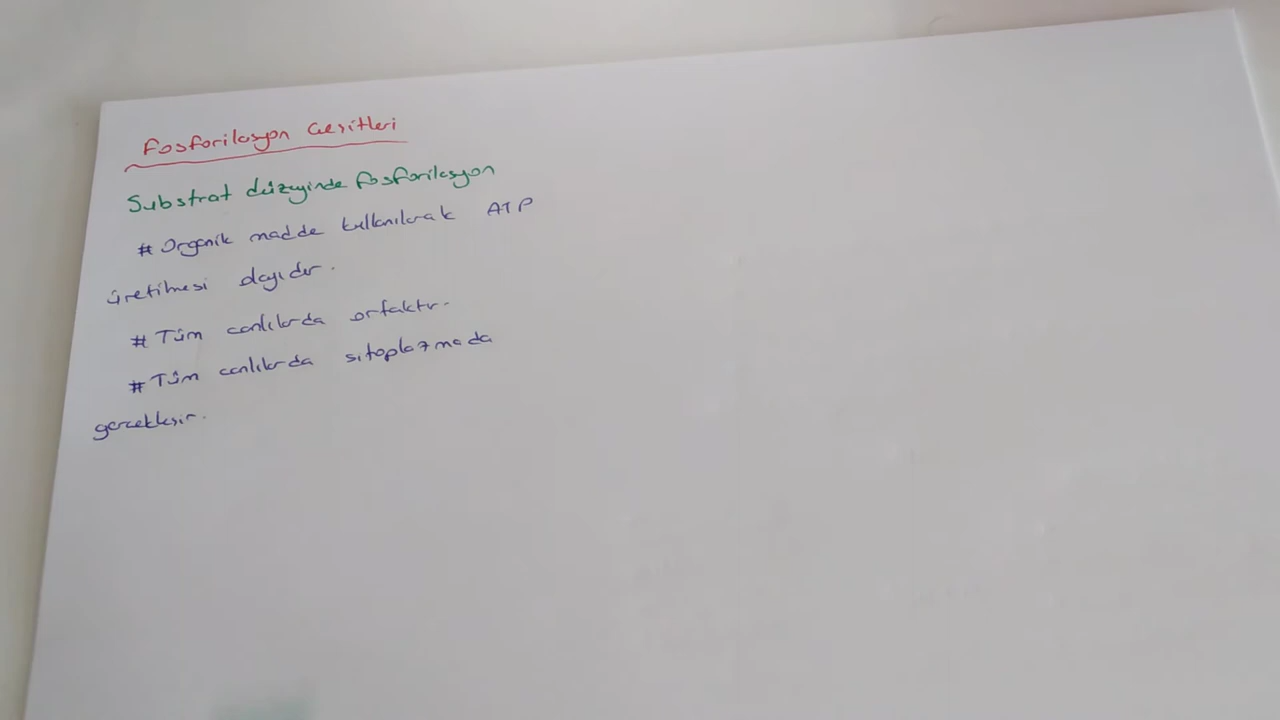 Fosforilasyon Çeşitleri
Substrat düzeyinde fosforilasyon
# Organik madde kullanılarak ATP
üretilmesi olayıdır.
# Tüm canlılarda ortaktır.
# Tüm canlılarda sitoplazmada
gerçekleşir.